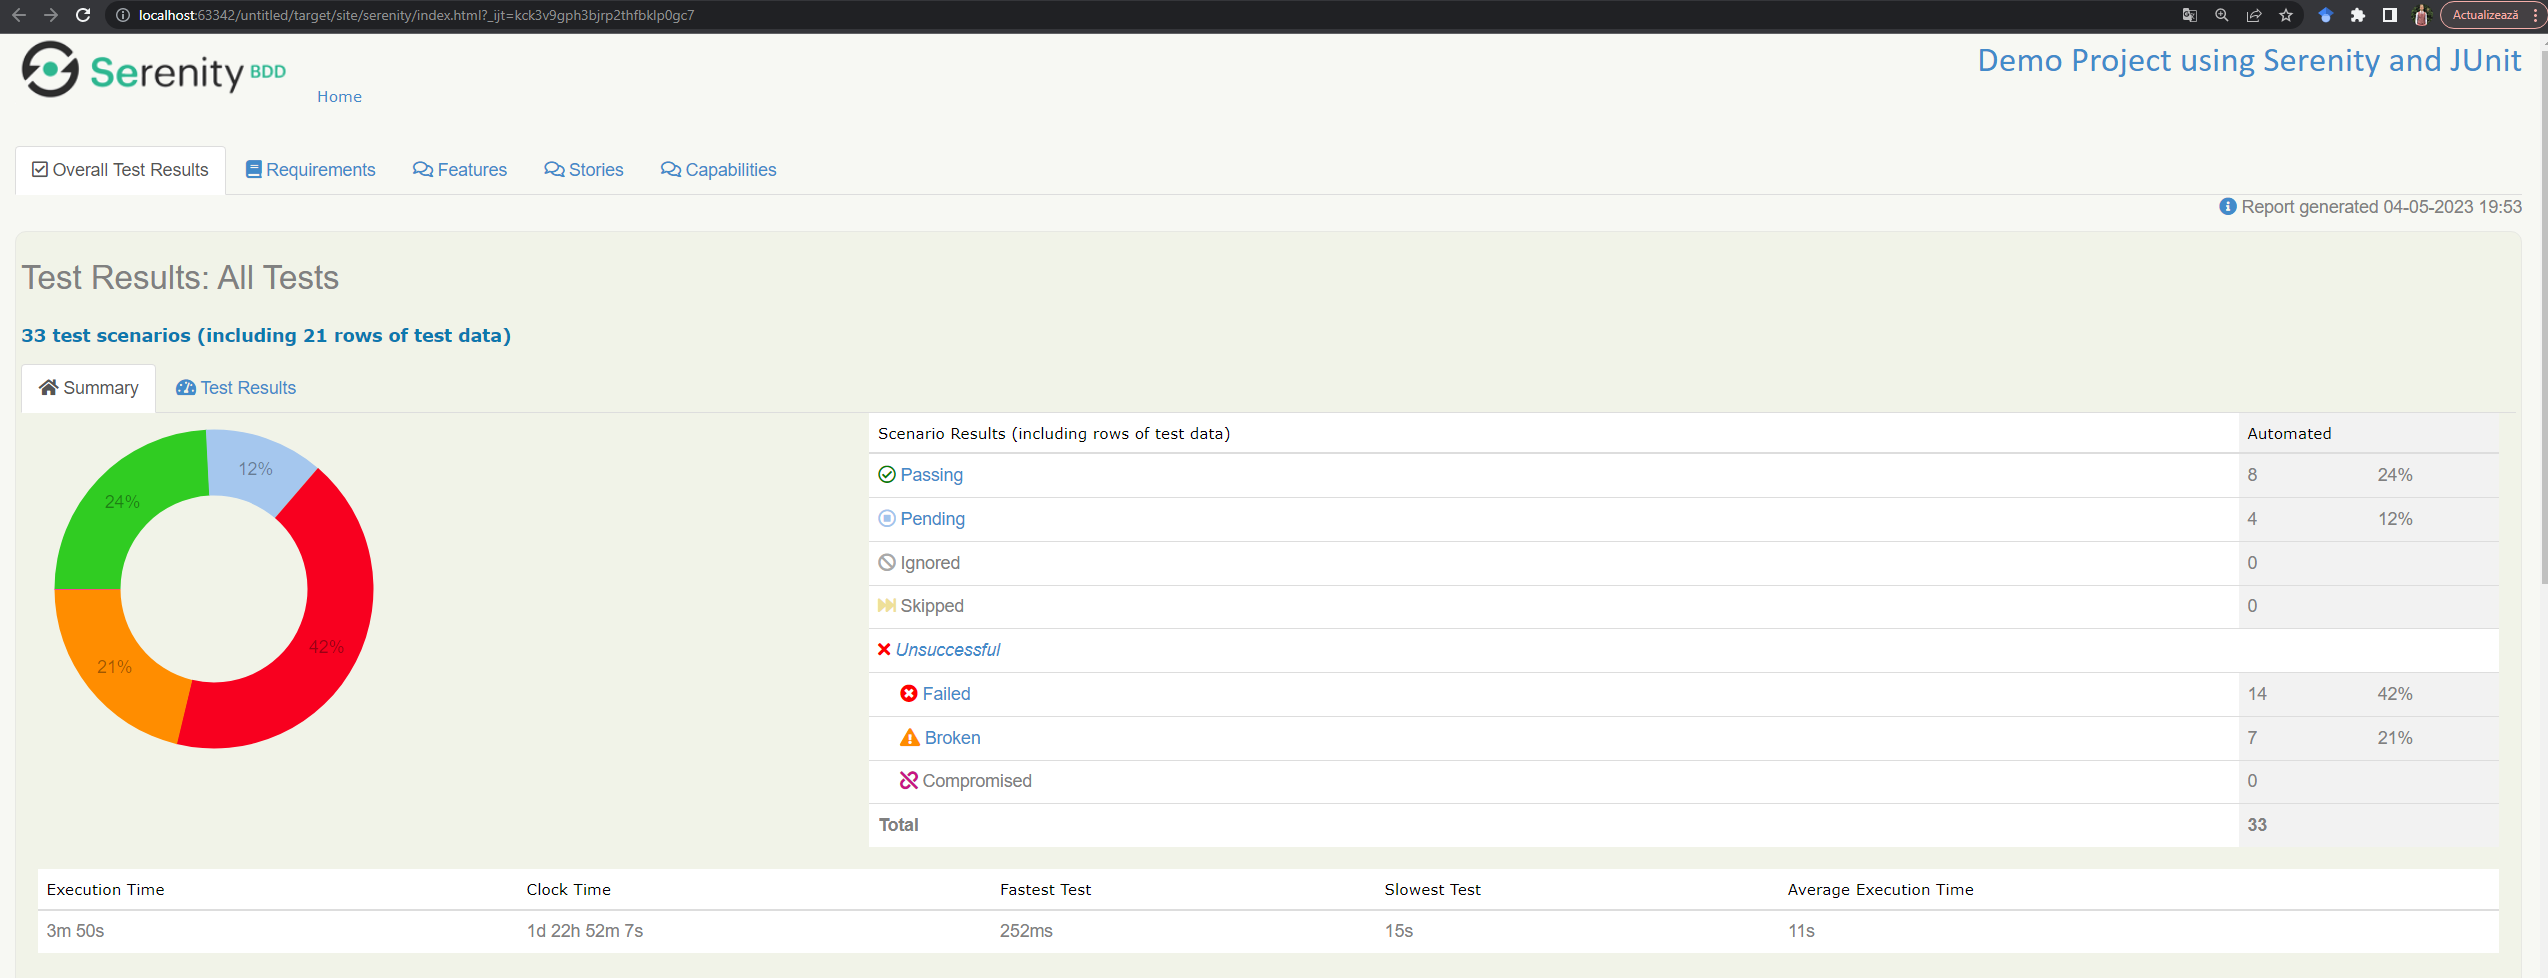 localhost:63342/untitled/target/site/serenity/index.html?_ijt=kck3v9gph3bjrp2thfbklp0gc7
Actualizează
Serenity BDD
Home
Demo Project using Serenity and JUnit
Overall Test Results
Requirements
Features
Stories
Capabilities
Report generated 04-05-2023 19:53
Test Results: All Tests
33 test scenarios (including 21 rows of test data)
Summary
Test Results
12%
24%
42%
21%
Scenario Results (including rows of test data) Automated
Passing 8 24%
Pending 4 12%
Ignored 0
Skipped 0
Unsuccessful
Failed 14 42%
Broken 7 21%
Compromised 0
Total 33
Execution Time Clock Time Fastest Test Slowest Test Average Execution Time
3m 50s 1d 22h 52m 7s 252ms 15s 11s